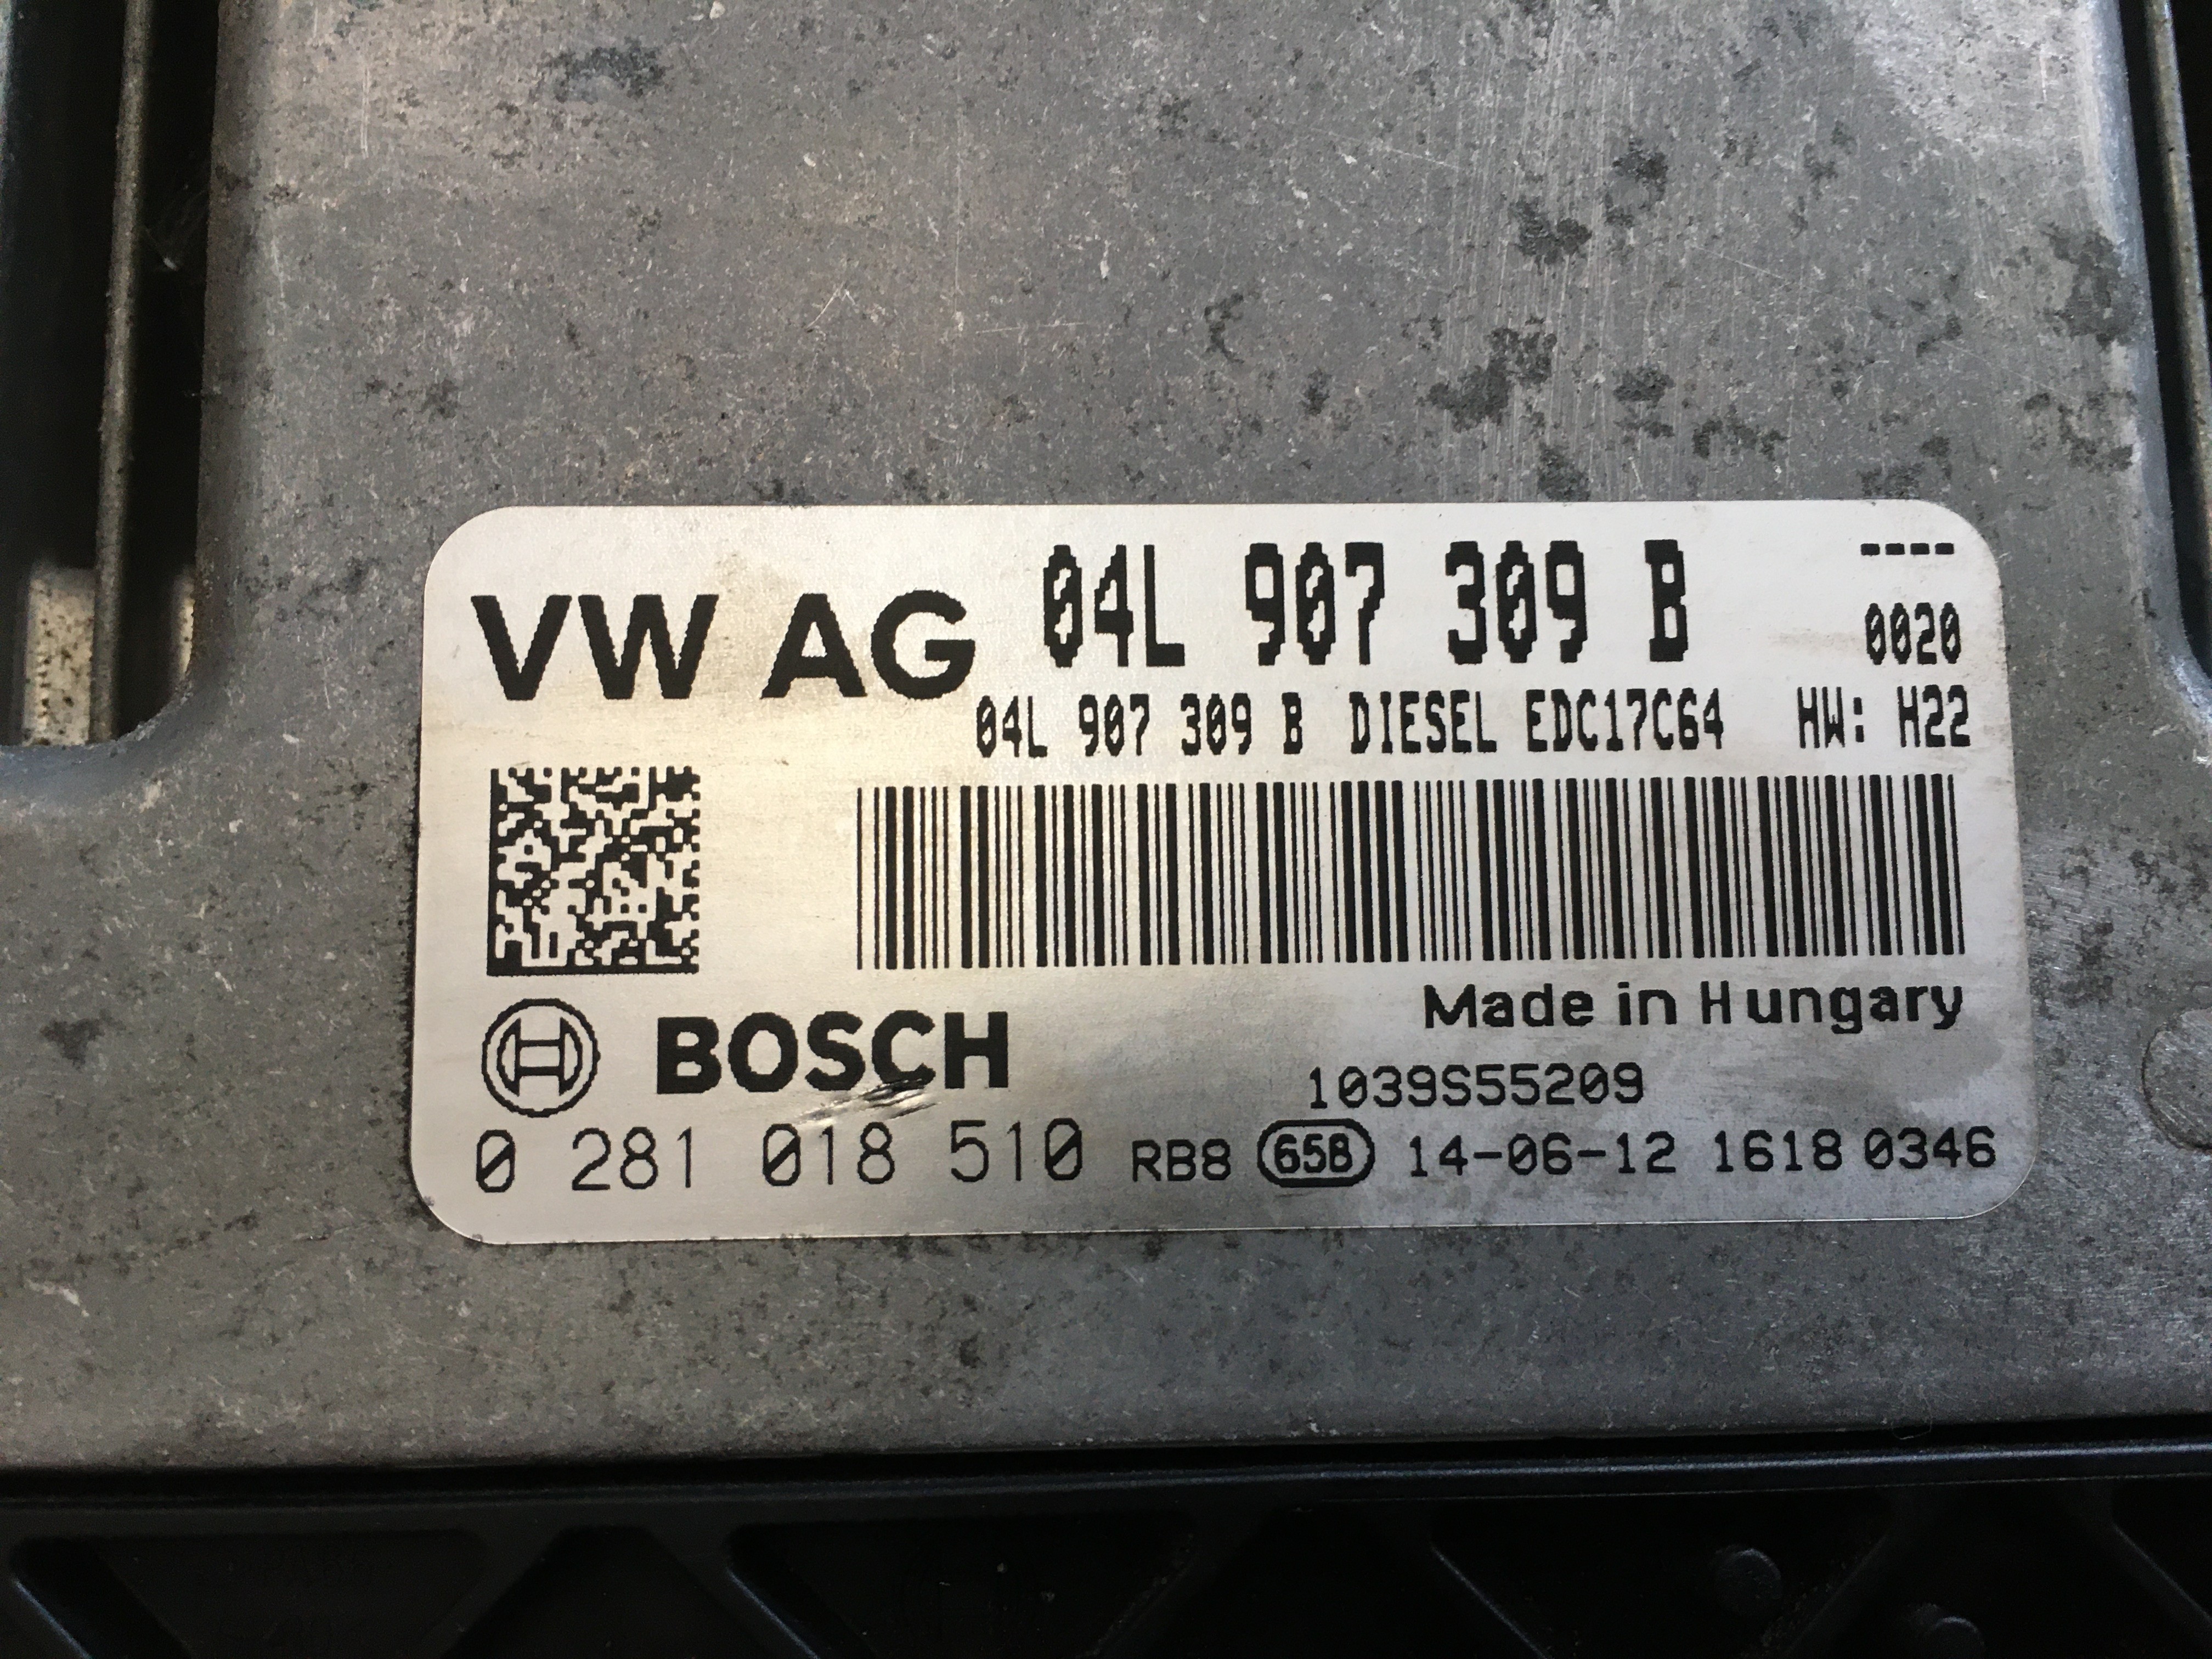 VW AG 04L 907 309 B ----
0020
04L 907 309 B DIESEL EDC17C64 HW: H22
Made in Hungary
BOSCH
1039S55209
0 281 018 510 RB8 65B 14-06-12 1618 0346